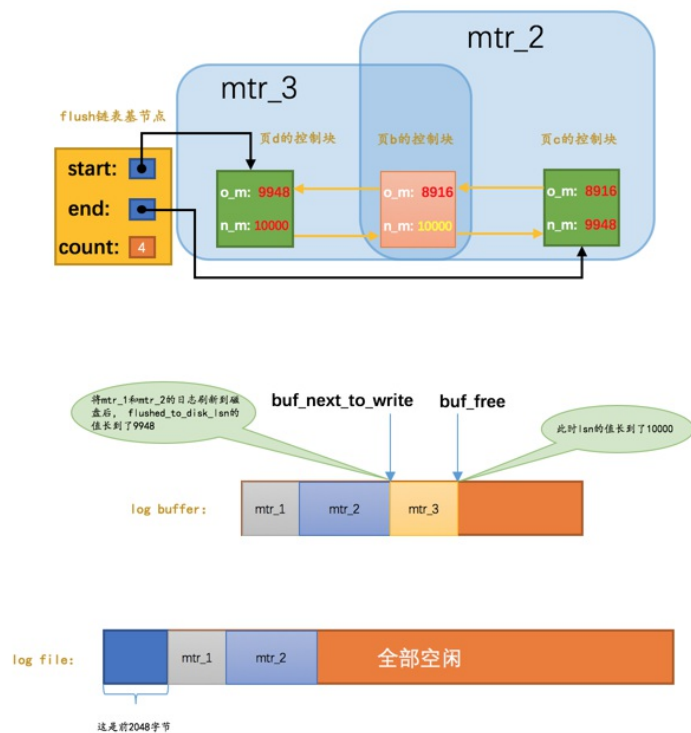 mtr_2
mtr_3
flush链表基节点
页d的控制块
页b的控制块
页c的控制块
start:
end:
count: 4
o_m: 9948
n_m: 10000
o_m: 8916
n_m: 10000
o_m: 8916
n_m: 9948
将mtr_1和mtr_2的日志刷新到磁
盘后， flushed_to_disk_lsn的
值长到了9948
buf_next_to_write
buf_free
此时lsn的值长到了10000
log buffer:
mtr_1
mtr_2
mtr_3
log file:
mtr_1
mtr_2
全部空闲
这是前2048字节